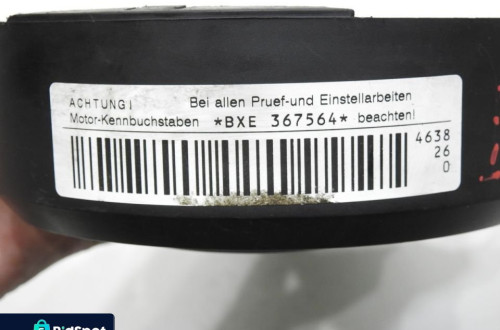 ACHTUNG! Bei allen Pruef-und Einstellarbeiten
Motor-Kennbuchstaben *BXE 367564* beachten!
4638
26
0
BidSpot